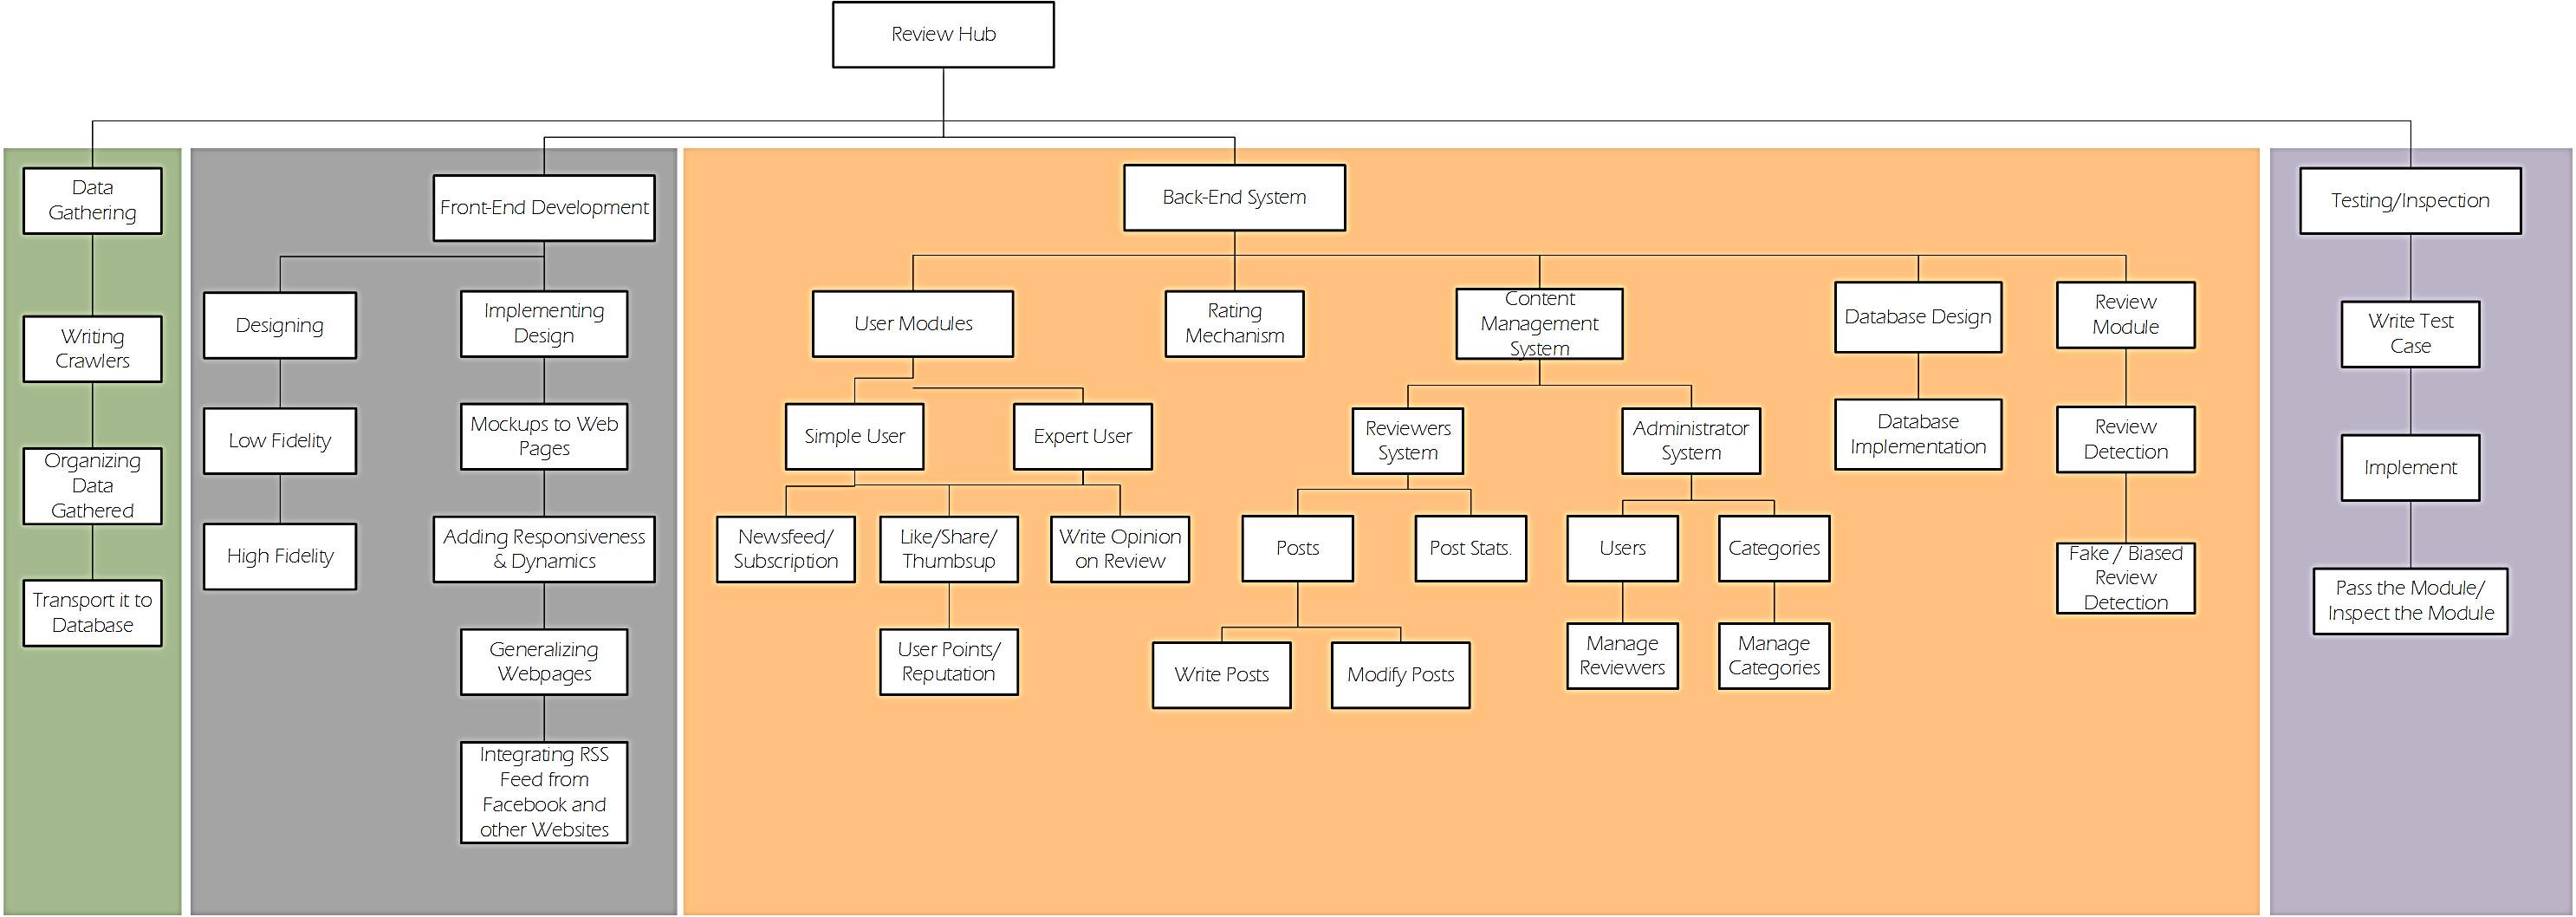 Review Hub
Data
Gathering
Writing
Crawlers
Organizing
Data
Gathered
Transport it to
Database
Front-End Development
Designing
Low Fidelity
High Fidelity
Implementing
Design
Mockups to Web
Pages
Adding Responsiveness
& Dynamics
Generalizing
Webpages
Integrating RSS
Feed from
Facebook and
other Websites
Back-End System
User Modules
Simple User
Expert User
Newsfeed/
Subscription
Like/Share/
Thumbsup
Write Opinion
on Review
User Points/
Reputation
Rating
Mechanism
Content
Management
System
Reviewers
System
Posts
Post Stats.
Write Posts
Modify Posts
Administrator
System
Users
Categories
Manage
Reviewers
Manage
Categories
Database Design
Database
Implementation
Review
Module
Review
Detection
Fake / Biased
Review
Detection
Testing/Inspection
Write Test
Case
Implement
Pass the Module/
Inspect the Module